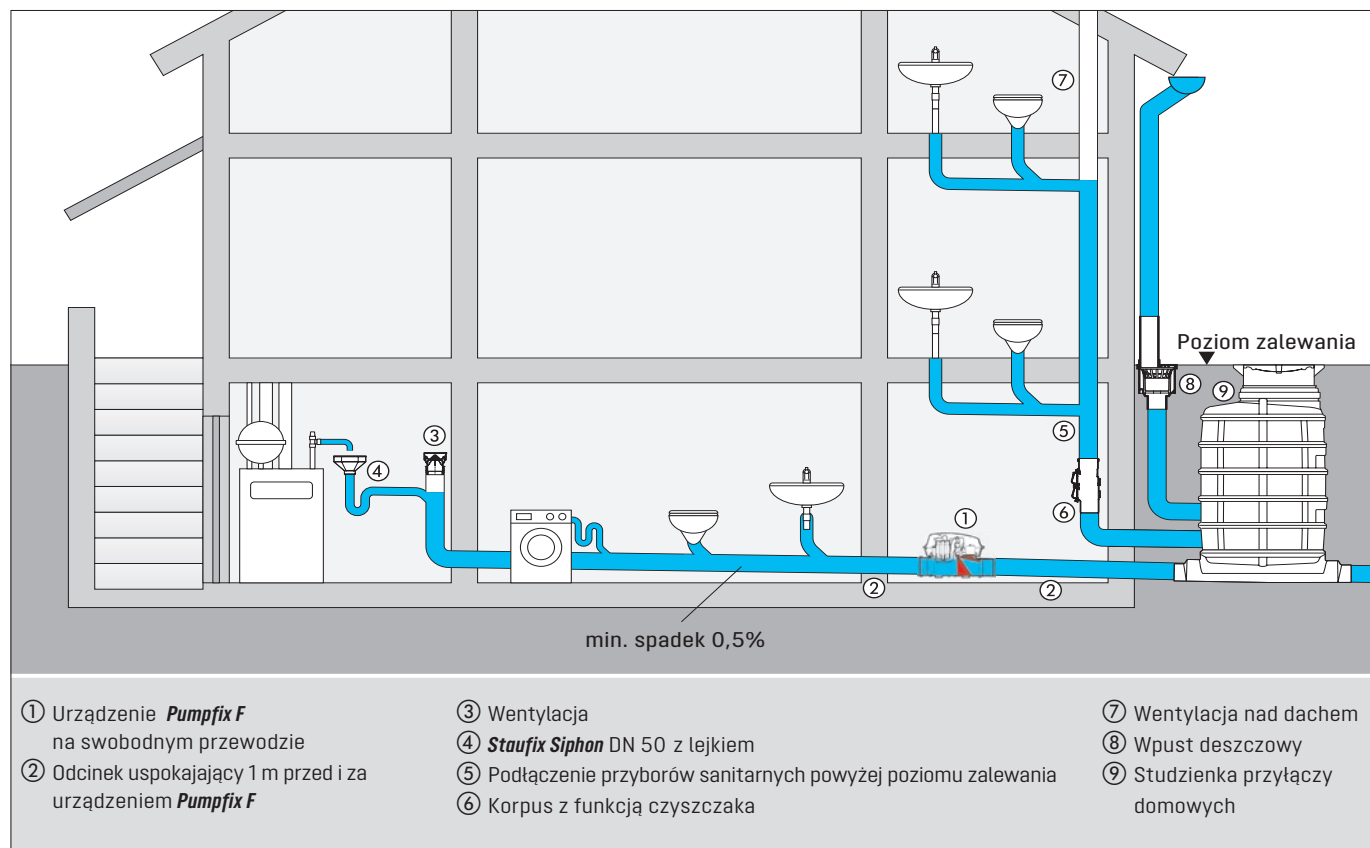 ⑦
Poziom zalewania
⑧
⑨
③
④
⑤
⑥
①
②
②
min. spadek 0,5%
① Urządzenie Pumpfix F
na swobodnym przewodzie
② Odcinek uspokajający 1 m przed i za
urządzeniem Pumpfix F
③ Wentylacja
④ Staufix Siphon DN 50 z lejkiem
⑤ Podłączenie przyborów sanitarnych powyżej poziomu zalewania
⑥ Korpus z funkcją czyszczaka
⑦ Wentylacja nad dachem
⑧ Wpust deszczowy
⑨ Studzienka przyłączy
domowych